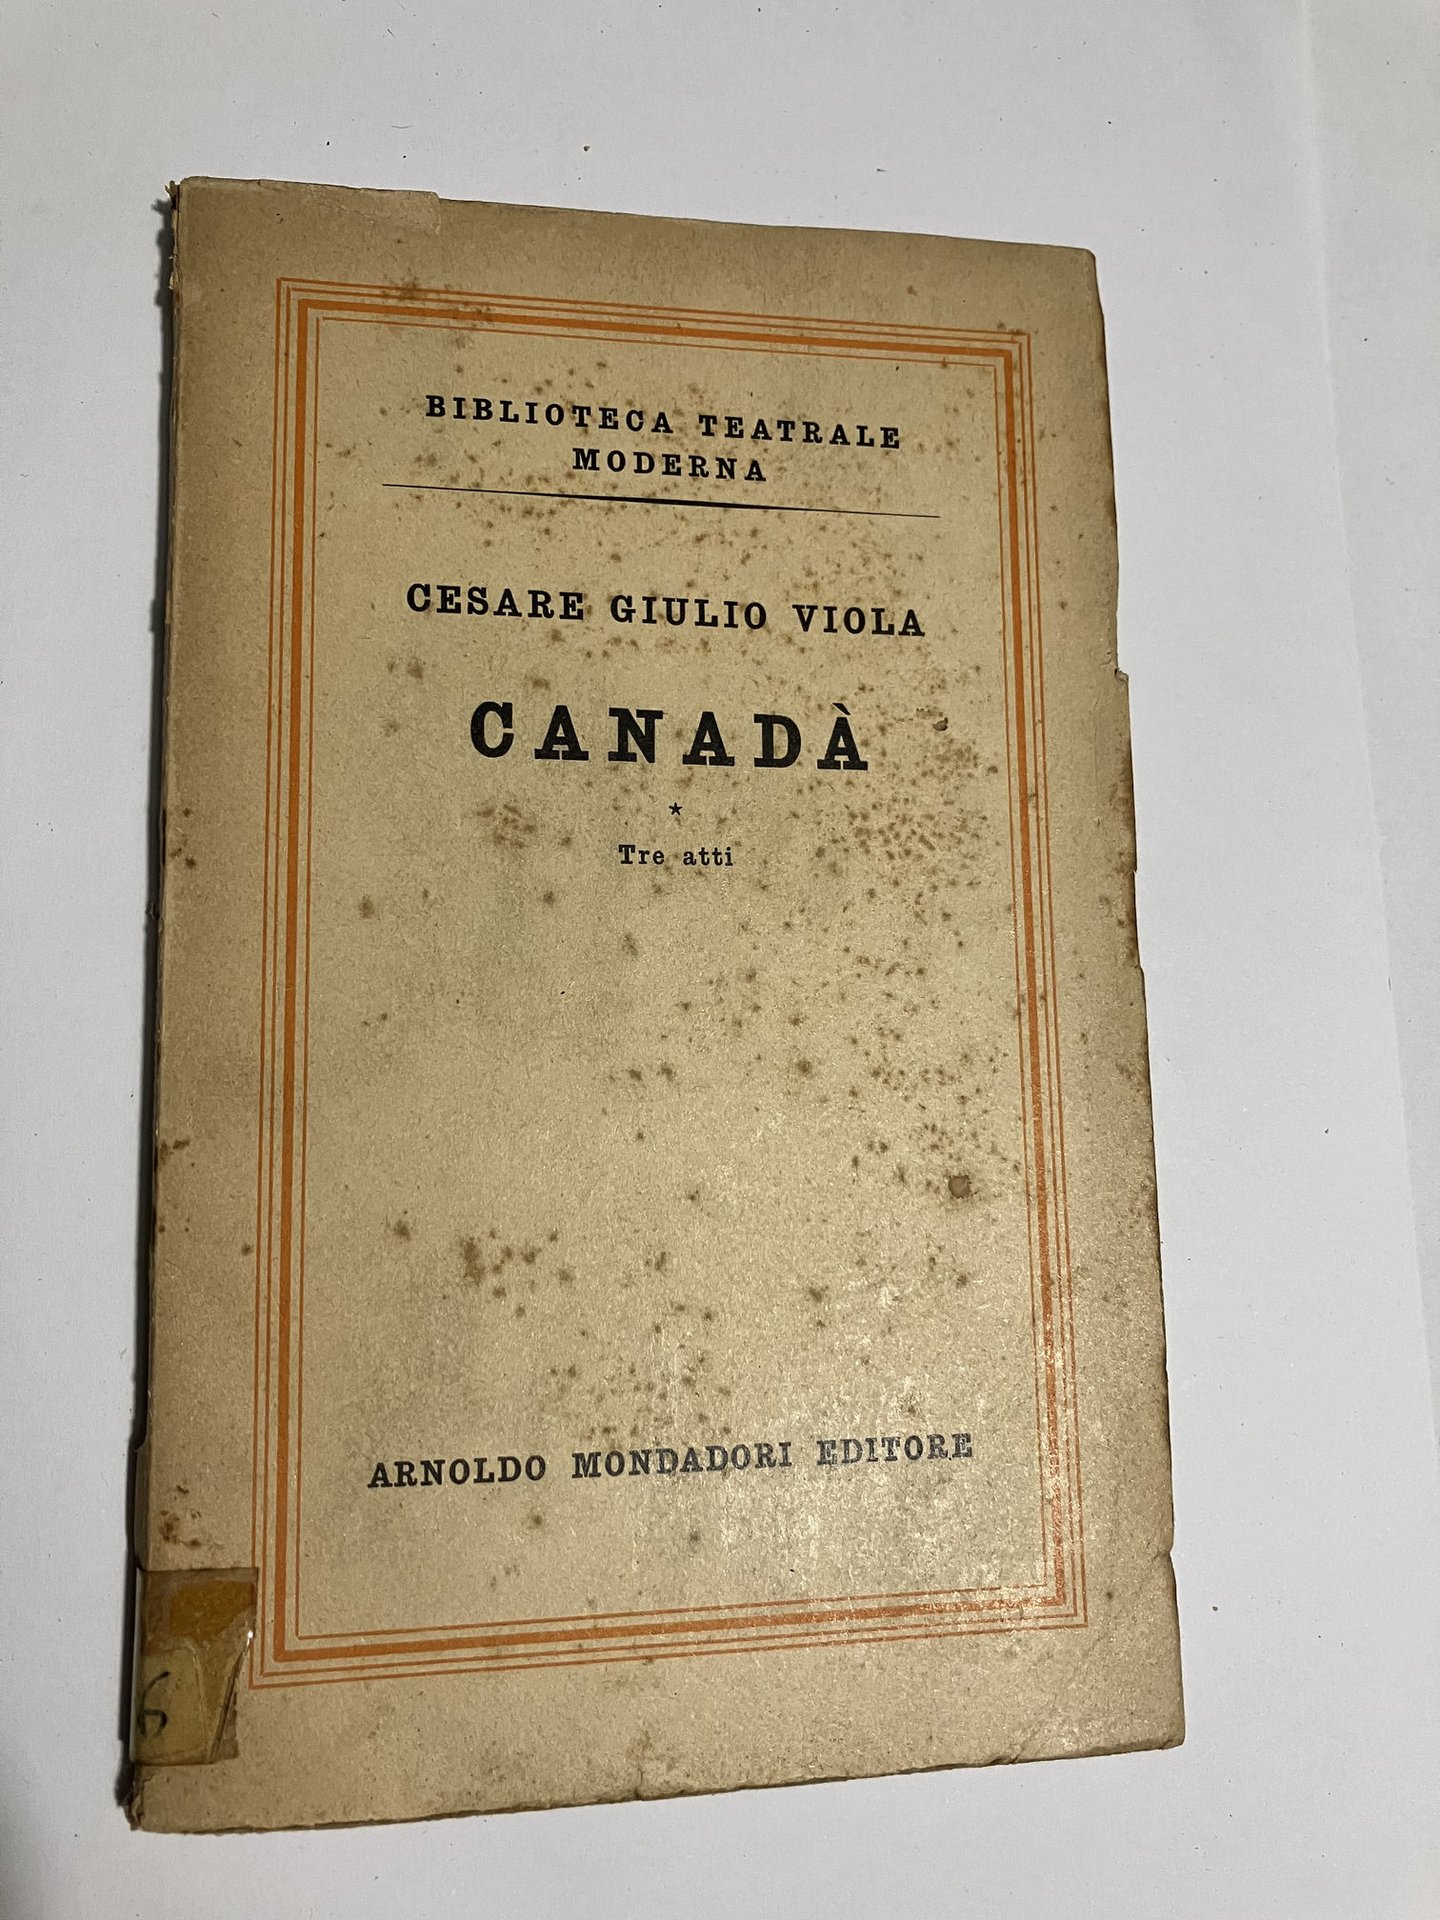 BIBLIOTECA TEATRALE
MODERNA
CESARE GIULIO VIOLA
CANADÀ
★
Tre atti
ARNOLDO MONDADORI EDITORE